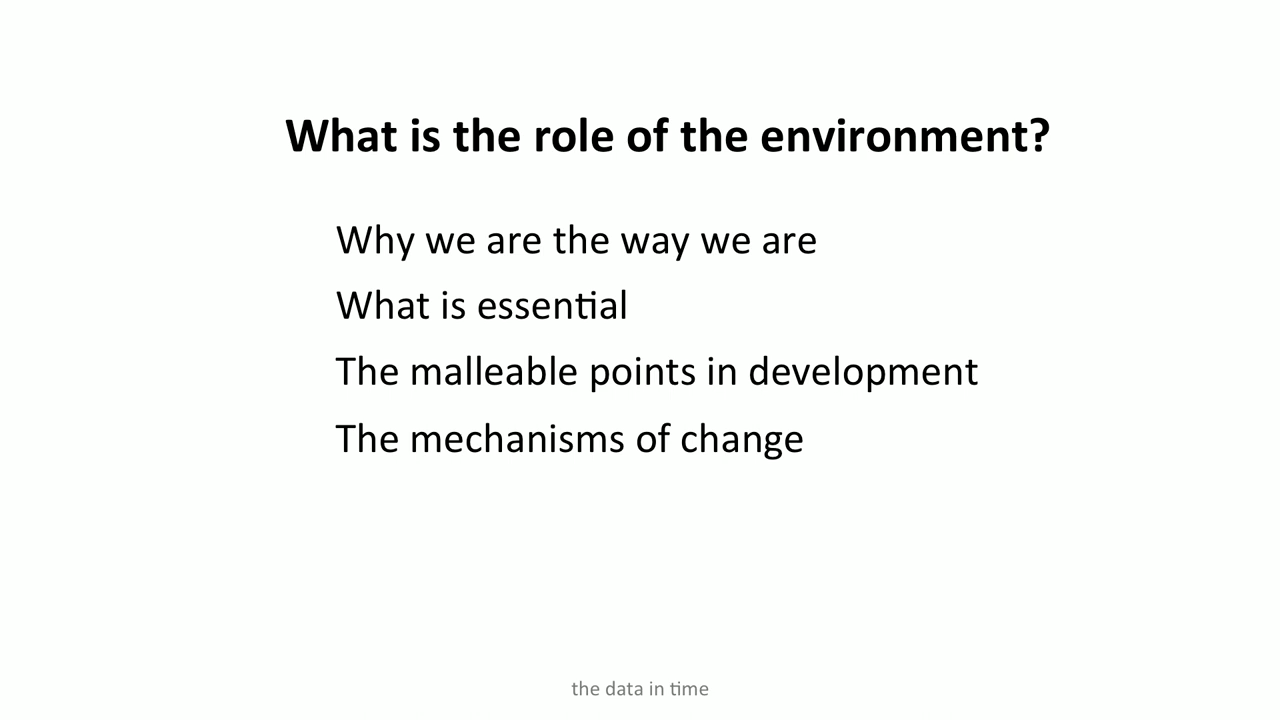 What is the role of the environment?
Why we are the way we are
What is essential
The malleable points in development
The mechanisms of change
the data in time